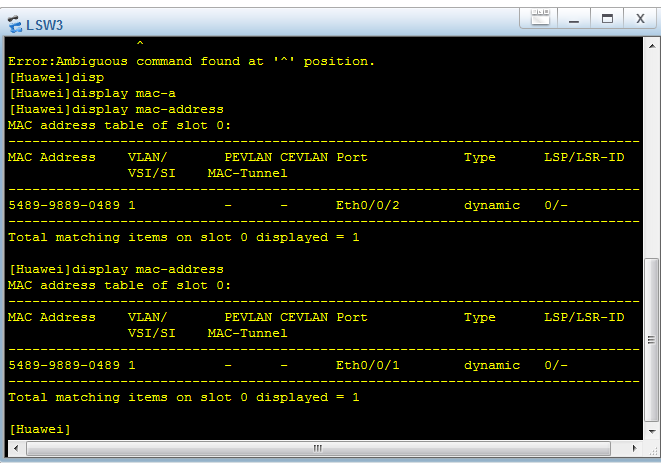 LSW3
^
Error:Ambiguous command found at '^' position.
[Huawei]disp
[Huawei]display mac-a
[Huawei]display mac-address
MAC address table of slot 0:
-------------------------------------------------------------------------------
MAC Address    VLAN/       PEVLAN CEVLAN Port            Type      LSP/LSR-ID
               VSI/SI    MAC-Tunnel
-------------------------------------------------------------------------------
5489-9889-0489 1           -      -      Eth0/0/2        dynamic   0/-
-------------------------------------------------------------------------------
Total matching items on slot 0 displayed = 1
[Huawei]display mac-address
MAC address table of slot 0:
-------------------------------------------------------------------------------
MAC Address    VLAN/       PEVLAN CEVLAN Port            Type      LSP/LSR-ID
               VSI/SI    MAC-Tunnel
-------------------------------------------------------------------------------
5489-9889-0489 1           -      -      Eth0/0/1        dynamic   0/-
-------------------------------------------------------------------------------
Total matching items on slot 0 displayed = 1
[Huawei]